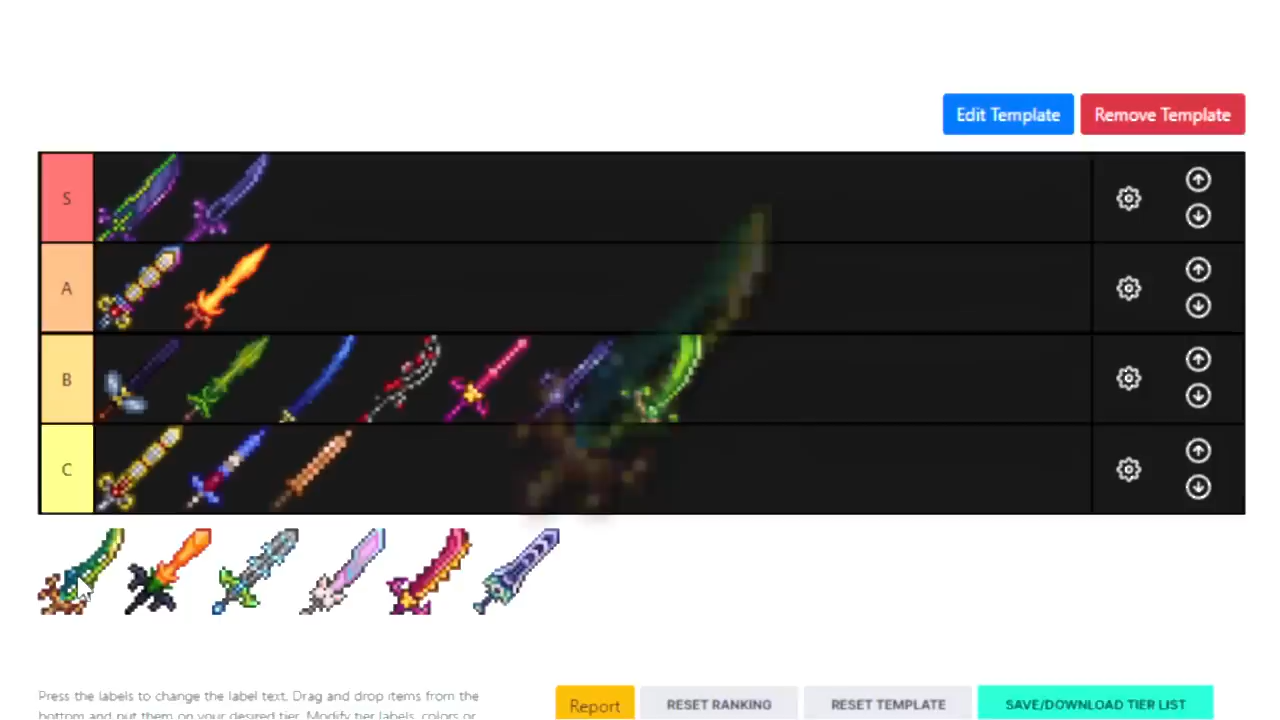 Edit Template Remove Template
S
A
B
C
Press the labels to change the label text. Drag and drop items from the
bottom and put them on your desired tier. Modify tier labels, colors or
Report RESET RANKING RESET TEMPLATE SAVE/DOWNLOAD TIER LIST